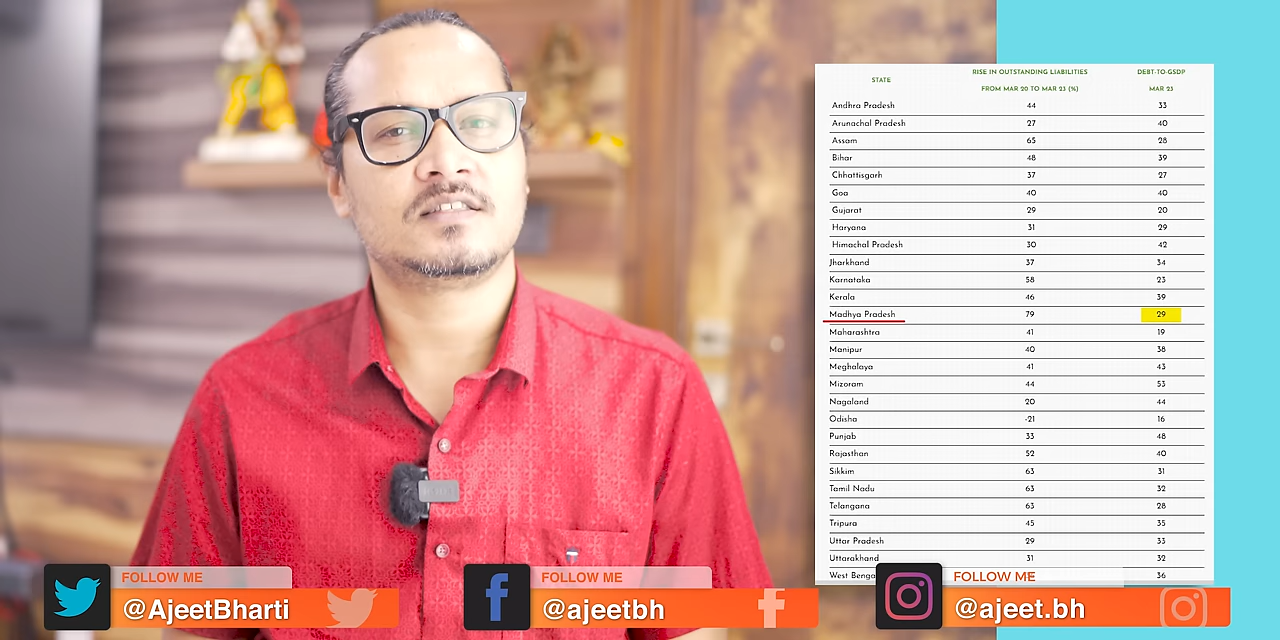 STATE RISE IN OUTSTANDING LIABILITIES FROM MAR 20 TO MAR 23 (%) DEBT-TO-GSDP MAR 23
Andhra Pradesh 44 33
Arunachal Pradesh 27 40
Assam 65 28
Bihar 48 39
Chhattisgarh 37 27
Goa 40 40
Gujarat 29 20
Haryana 31 29
Himachal Pradesh 30 42
Jharkhand 37 34
Karnataka 58 23
Kerala 46 39
Madhya Pradesh 79 29
Maharashtra 41 19
Manipur 40 38
Meghalaya 41 43
Mizoram 44 53
Nagaland 20 44
Odisha -21 16
Punjab 33 48
Rajasthan 52 40
Sikkim 63 31
Tamil Nadu 63 32
Telangana 63 28
Tripura 45 35
Uttar Pradesh 29 33
Uttarakhand 31 32
West Benga 36
FOLLOW ME
@AjeetBharti
FOLLOW ME
@ajeetbh
FOLLOW ME
@ajeet.bh